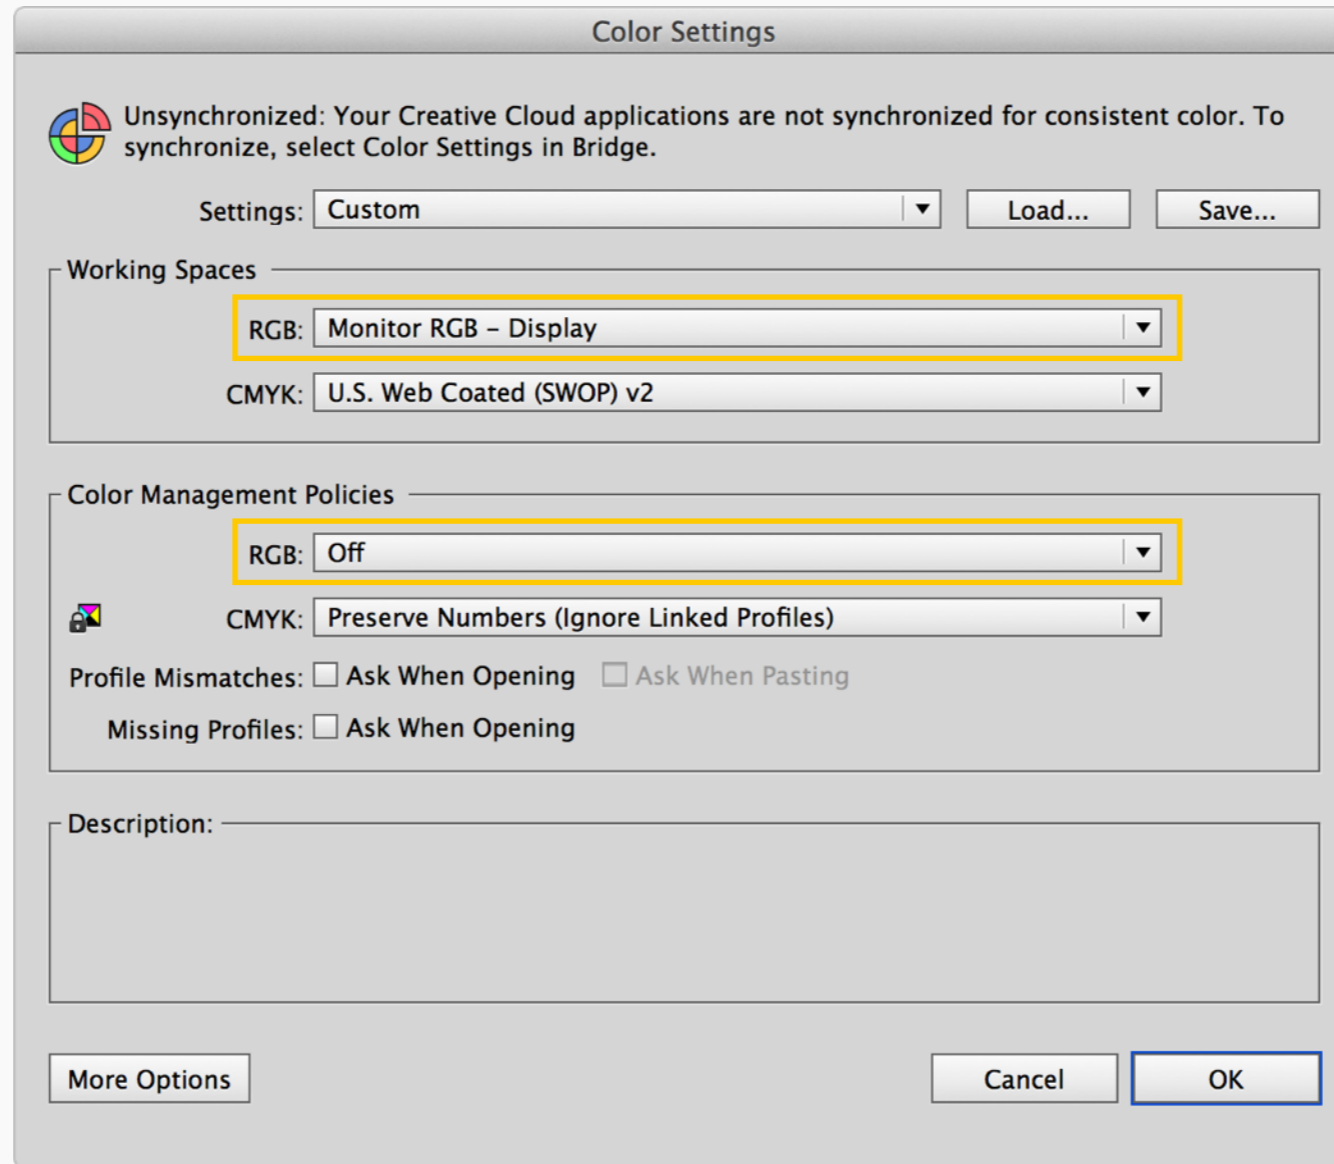 Color Settings
Unsynchronized: Your Creative Cloud applications are not synchronized for consistent color. To
synchronize, select Color Settings in Bridge.
Settings: Custom Load... Save...
Working Spaces
RGB: Monitor RGB – Display
CMYK: U.S. Web Coated (SWOP) v2
Color Management Policies
RGB: Off
CMYK: Preserve Numbers (Ignore Linked Profiles)
Profile Mismatches: Ask When Opening Ask When Pasting
Missing Profiles: Ask When Opening
Description:
More Options Cancel OK